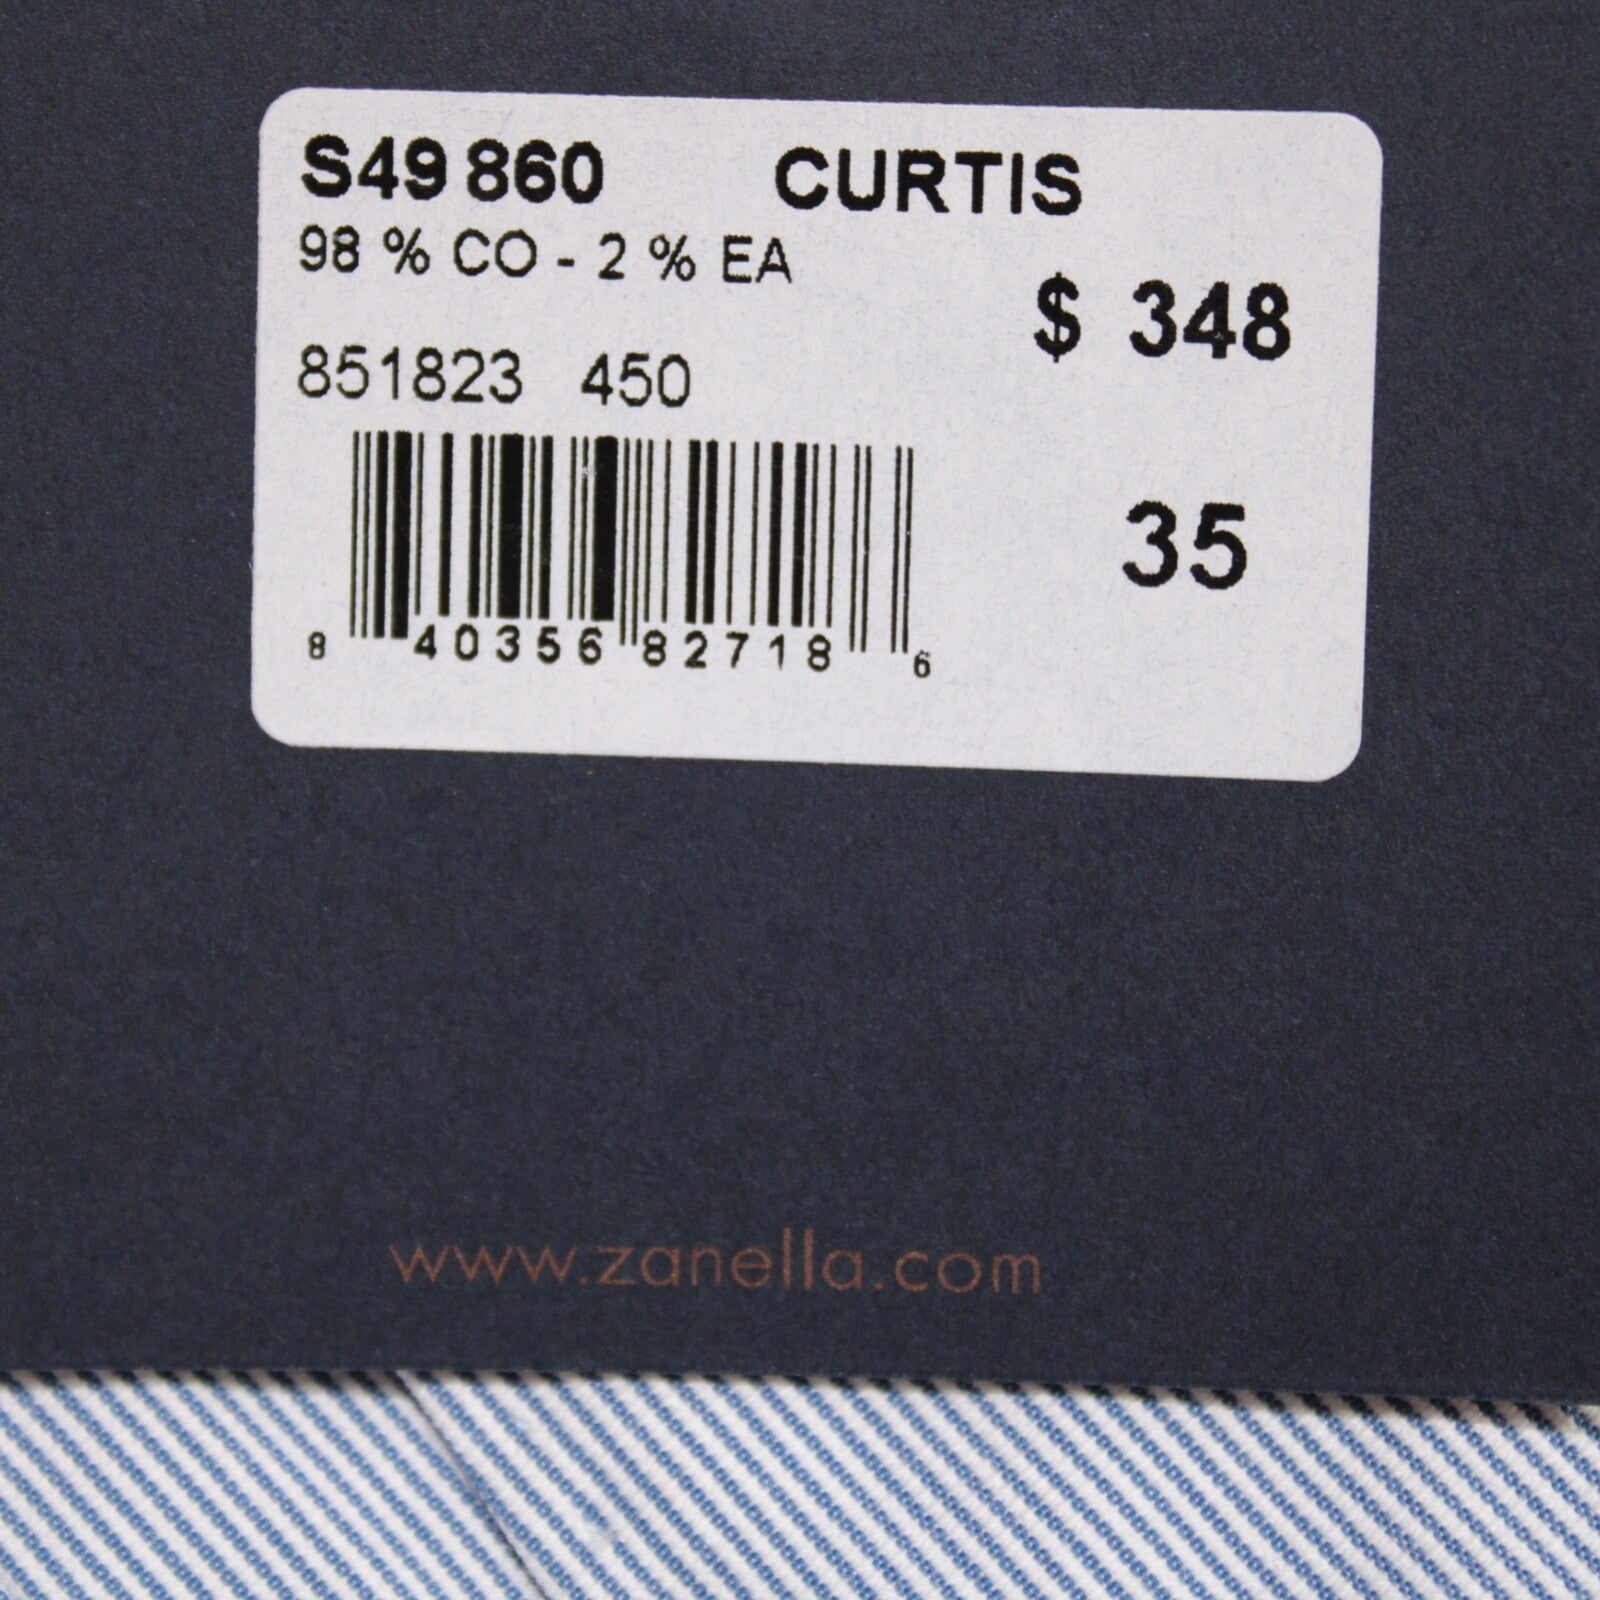 S49 860 CURTIS
98 % CO - 2 % EA
$ 348
851823 450
35
8 40356 82718 6
www.zanella.com